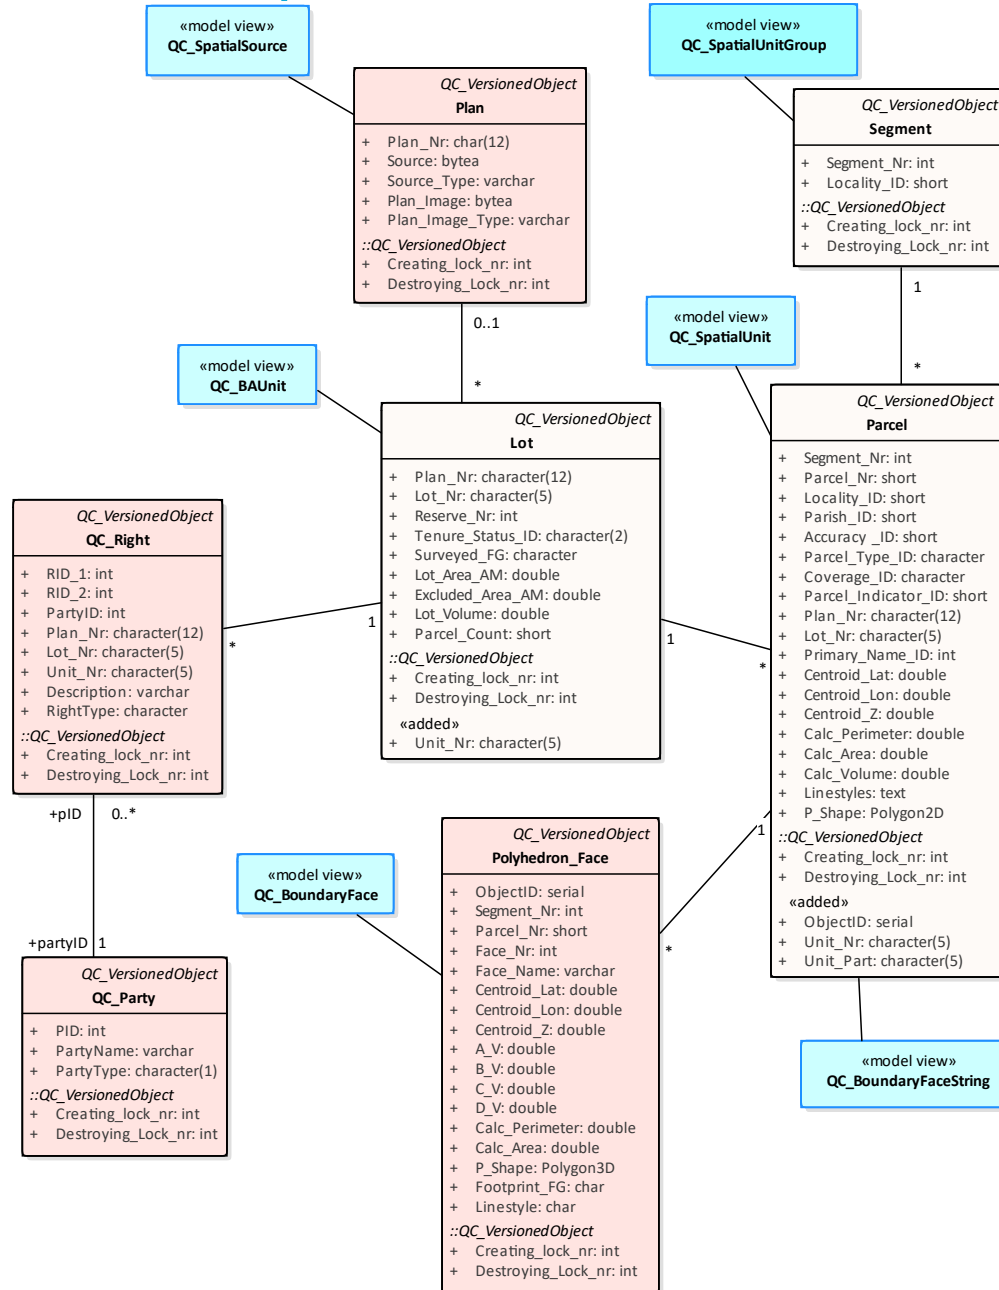 «model view»
QC_SpatialSource
«model view»
QC_SpatialUnitGroup
QC_VersionedObject
Plan
+ Plan_Nr: char(12)
+ Source: bytea
+ Source_Type: varchar
+ Plan_Image: bytea
+ Plan_Image_Type: varchar
::QC_VersionedObject
+ Creating_lock_nr: int
+ Destroying_Lock_nr: int
QC_VersionedObject
Segment
+ Segment_Nr: int
+ Locality_ID: short
::QC_VersionedObject
+ Creating_lock_nr: int
+ Destroying_Lock_nr: int
0..1
*
1
*
«model view»
QC_SpatialUnit
«model view»
QC_BAUnit
QC_VersionedObject
Lot
+ Plan_Nr: character(12)
+ Lot_Nr: character(5)
+ Reserve_Nr: int
+ Tenure_Status_ID: character(2)
+ Surveyed_FG: character
+ Lot_Area_AM: double
+ Excluded_Area_AM: double
+ Lot_Volume: double
+ Parcel_Count: short
::QC_VersionedObject
+ Creating_lock_nr: int
+ Destroying_Lock_nr: int
«added»
+ Unit_Nr: character(5)
QC_VersionedObject
Parcel
+ Segment_Nr: int
+ Parcel_Nr: short
+ Locality_ID: short
+ Parish_ID: short
+ Accuracy _ID: short
+ Parcel_Type_ID: character
+ Coverage_ID: character
+ Parcel_Indicator_ID: short
+ Plan_Nr: character(12)
+ Lot_Nr: character(5)
+ Primary_Name_ID: int
+ Centroid_Lat: double
+ Centroid_Lon: double
+ Centroid_Z: double
+ Calc_Perimeter: double
+ Calc_Area: double
+ Calc_Volume: double
+ Linestyles: text
+ P_Shape: Polygon2D
::QC_VersionedObject
+ Creating_lock_nr: int
+ Destroying_Lock_nr: int
«added»
+ ObjectID: serial
+ Unit_Nr: character(5)
+ Unit_Part: character(5)
QC_VersionedObject
QC_Right
+ RID_1: int
+ RID_2: int
+ PartyID: int
+ Plan_Nr: character(12)
+ Lot_Nr: character(5)
+ Unit_Nr: character(5)
+ Description: varchar
+ RightType: character
::QC_VersionedObject
+ Creating_lock_nr: int
+ Destroying_Lock_nr: int
*
1
1
*
+pID 0..*
+partyID 1
1
*
«model view»
QC_BoundaryFace
QC_VersionedObject
Polyhedron_Face
+ ObjectID: serial
+ Segment_Nr: int
+ Parcel_Nr: short
+ Face_Nr: int
+ Face_Name: varchar
+ Centroid_Lat: double
+ Centroid_Lon: double
+ Centroid_Z: double
+ A_V: double
+ B_V: double
+ C_V: double
+ D_V: double
+ Calc_Perimeter: double
+ Calc_Area: double
+ P_Shape: Polygon3D
+ Footprint_FG: char
+ Linestyle: char
::QC_VersionedObject
+ Creating_lock_nr: int
+ Destroying_Lock_nr: int
QC_VersionedObject
QC_Party
+ PID: int
+ PartyName: varchar
+ PartyType: character(1)
::QC_VersionedObject
+ Creating_lock_nr: int
+ Destroying_Lock_nr: int
«model view»
QC_BoundaryFaceString